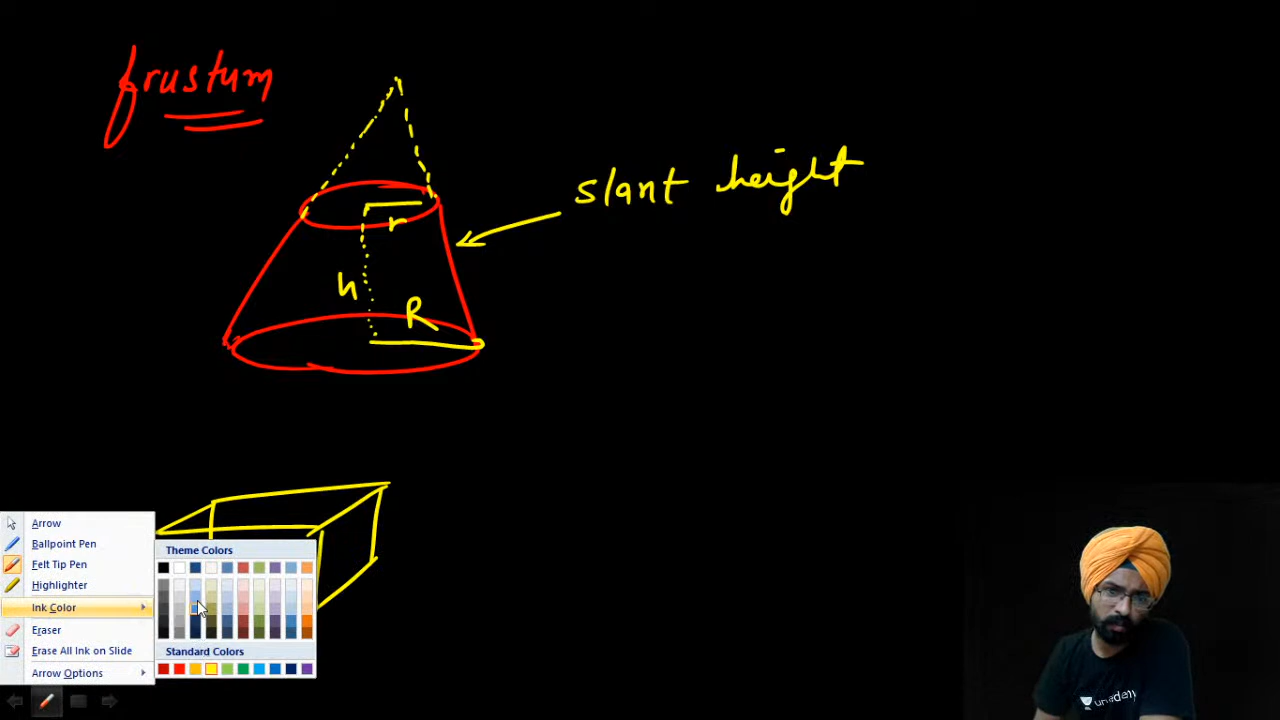 frustum
slant height
r
h
R
Arrow
Ballpoint Pen
Felt Tip Pen
Highlighter
Ink Color
Eraser
Erase All Ink on Slide
Arrow Options
Theme Colors
Standard Colors
unacademy